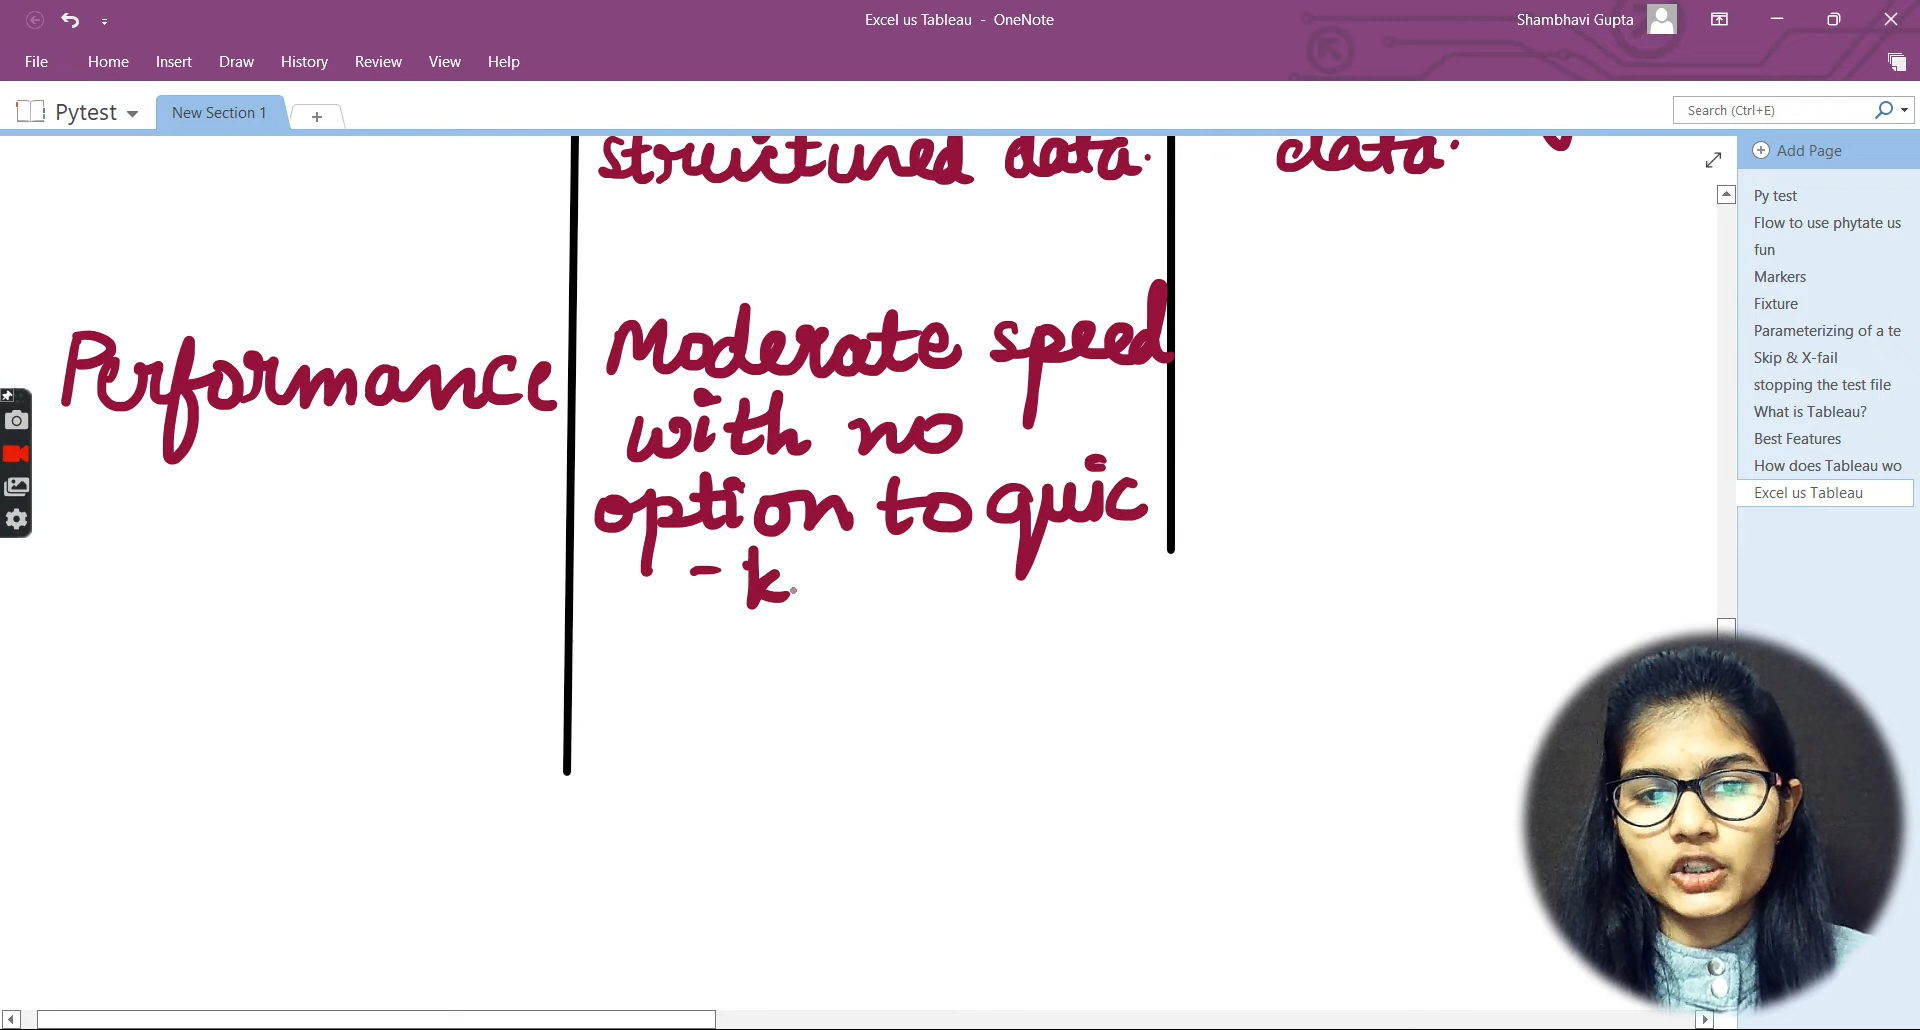 Excel us Tableau - OneNote
Shambhavi Gupta
File Home Insert Draw History Review View Help
Pytest
New Section 1
+
Search (Ctrl+E)
structured data.
data.
Performance
Moderate speed
with no
option to quic
- k
Add Page
Py test
Flow to use phytate us
fun
Markers
Fixture
Parameterizing of a te
Skip & X-fail
stopping the test file
What is Tableau?
Best Features
How does Tableau wo
Excel us Tableau